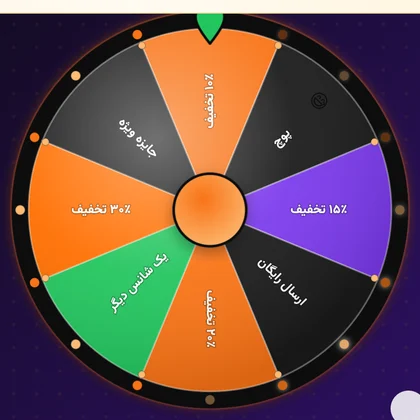 ۱۰٪ تخفیف
پوچ
۱۵٪ تخفیف
ارسال رایگان
۲۰٪ تخفیف
یک شانس دیگر
۳۰٪ تخفیف
جایزه ویژه